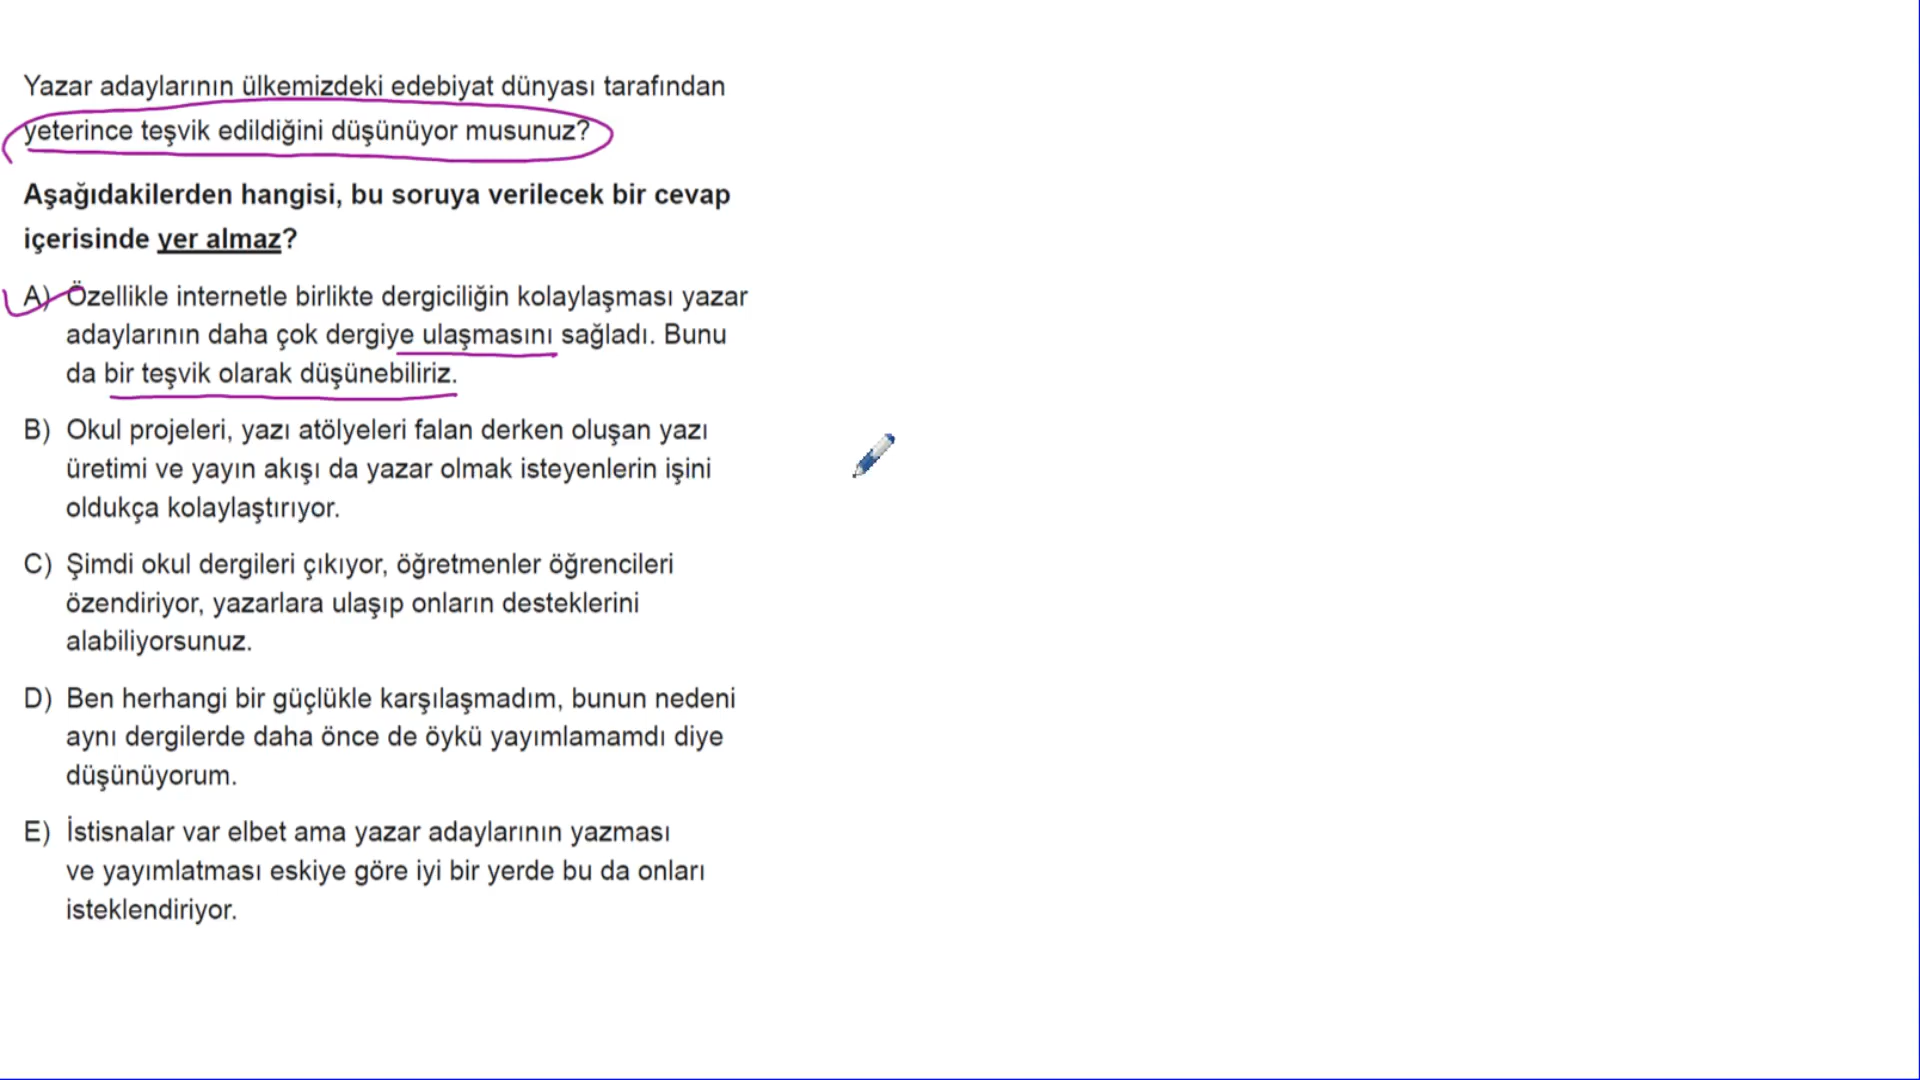 Yazar adaylarının ülkemizdeki edebiyat dünyası tarafından
yeterince teşvik edildiğini düşünüyor musunuz?
Aşağıdakilerden hangisi, bu soruya verilecek bir cevap
içerisinde yer almaz?
A) Özellikle internetle birlikte dergiciliğin kolaylaşması yazar
adaylarının daha çok dergiye ulaşmasını sağladı. Bunu
da bir teşvik olarak düşünebiliriz.
B) Okul projeleri, yazı atölyeleri falan derken oluşan yazı
üretimi ve yayın akışı da yazar olmak isteyenlerin işini
oldukça kolaylaştırıyor.
C) Şimdi okul dergileri çıkıyor, öğretmenler öğrencileri
özendiriyor, yazarlara ulaşıp onların desteklerini
alabiliyorsunuz.
D) Ben herhangi bir güçlükle karşılaşmadım, bunun nedeni
aynı dergilerde daha önce de öykü yayımlamamdı diye
düşünüyorum.
E) İstisnalar var elbet ama yazar adaylarının yazması
ve yayımlatması eskiye göre iyi bir yerde bu da onları
isteklendiriyor.